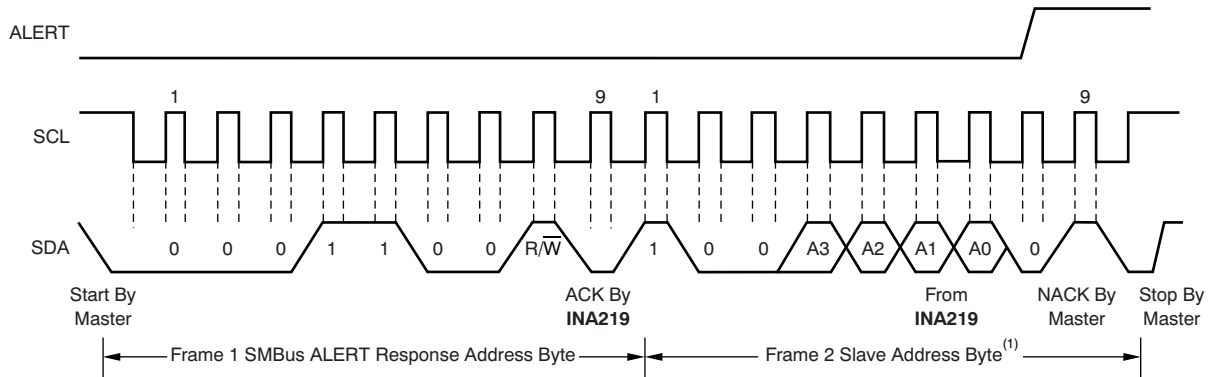 ALERT
1 9 1 9
SCL
SDA 0 0 0 1 1 0 0 R/W 1 0 0 A3 A2 A1 A0 0
Start By Master
ACK By INA219
From INA219
NACK By Master
Stop By Master
Frame 1 SMBus ALERT Response Address Byte
Frame 2 Slave Address Byte(1)